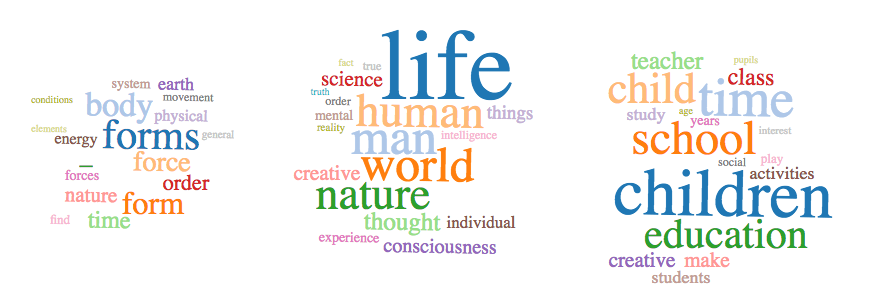 system earth
conditions
body movement
physical
elements
energy forms general
force
forces
order
nature form
find time
life
fact true
science
truth
order human things
mental
reality man intelligence
world
creative
nature
thought individual
experience consciousness
teacher pupils
class
child time
study age
years
school interest
social play
activities
children
education
creative make
students